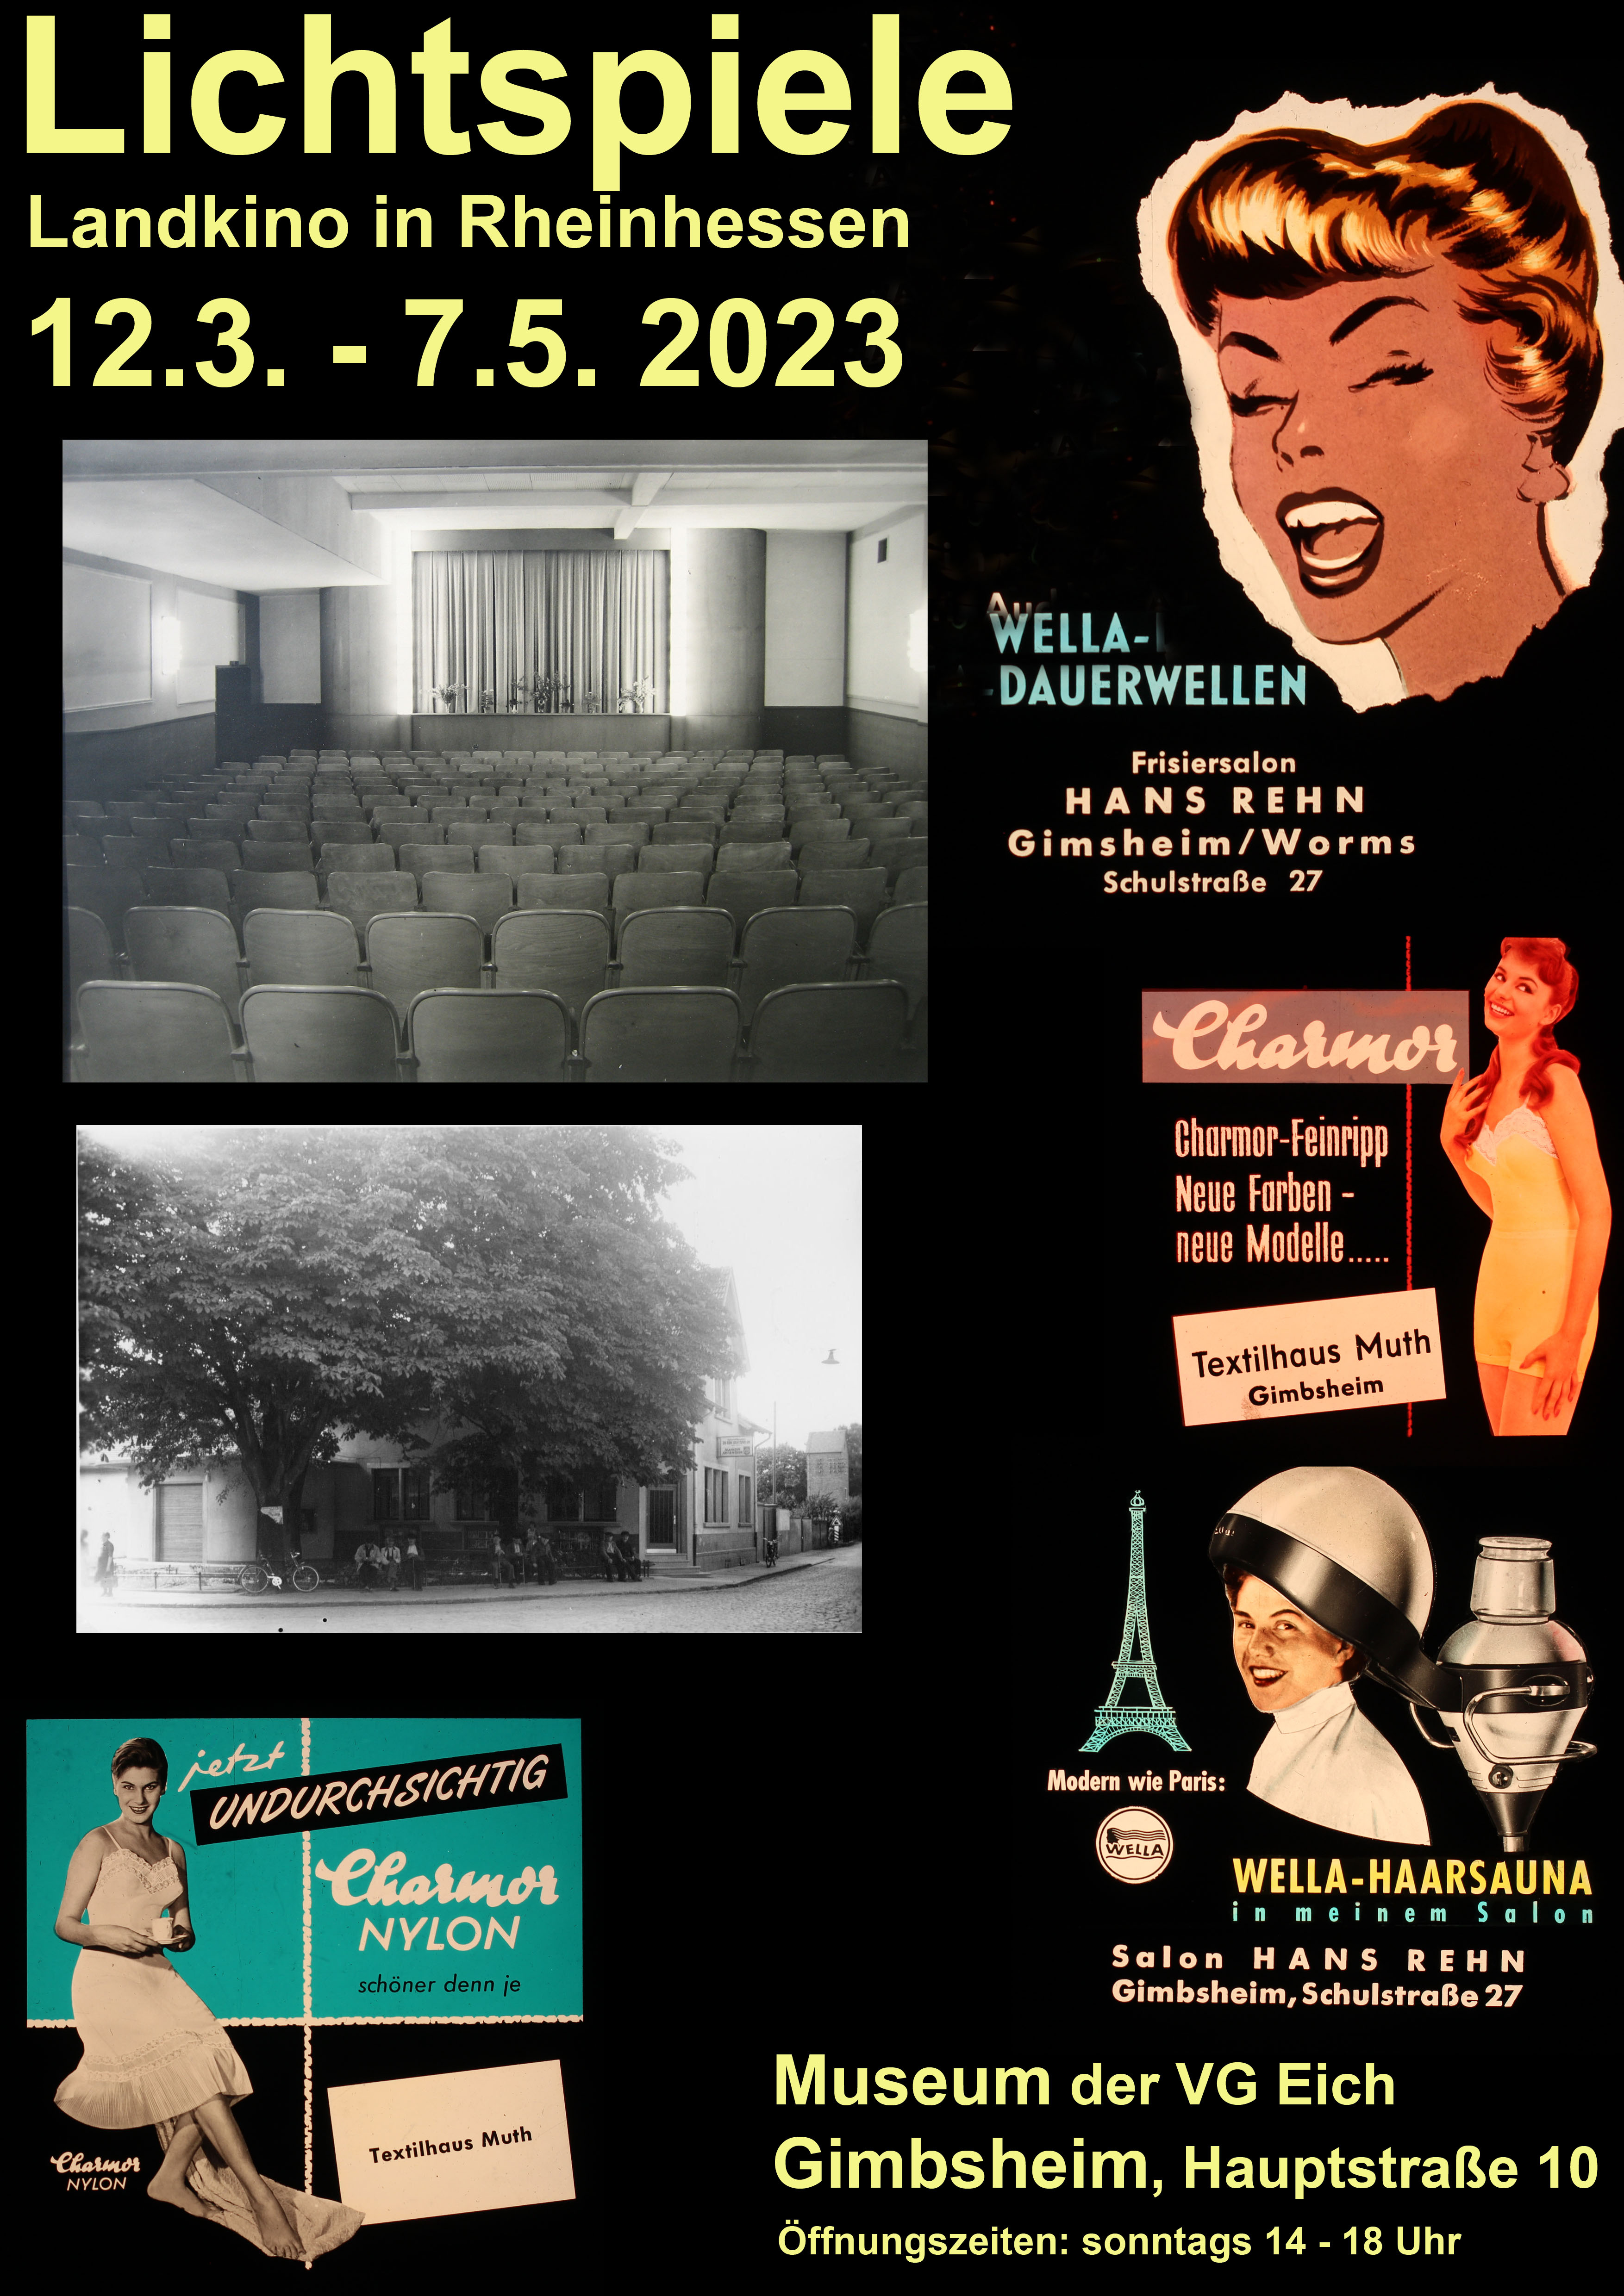 Lichtspiele
Landkino in Rheinhessen
12.3. - 7.5. 2023
WELLA-
-DAUERWELLEN
Frisiersalon
HANS REHN
Gimsheim/Worms
Schulstraße 27
Charmor
Charmor-Feinripp
Neue Farben -
neue Modelle.....
Textilhaus Muth
Gimbsheim
Modern wie Paris:
WELLA
WELLA-HAARSAUNA
in meinem Salon
Salon HANS REHN
Gimbsheim, Schulstraße 27
jetzt
UNDURCHSICHTIG
Charmor
NYLON
schöner denn je
Charmor
NYLON
Textilhaus Muth
Museum der VG Eich
Gimbsheim, Hauptstraße 10
Öffnungszeiten: sonntags 14 - 18 Uhr